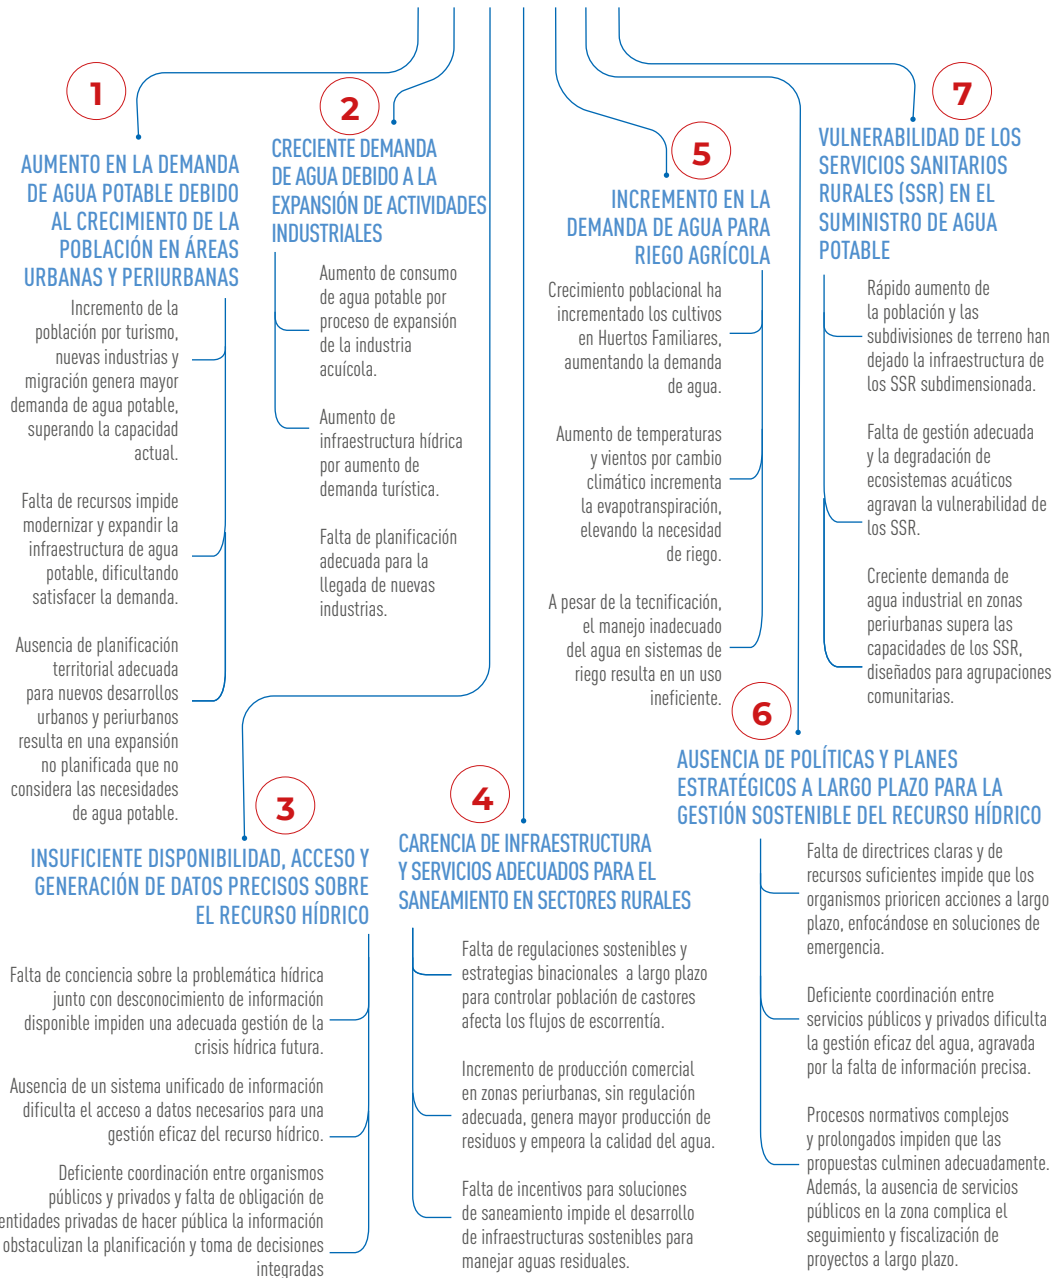 1
AUMENTO EN LA DEMANDA
DE AGUA POTABLE DEBIDO
AL CRECIMIENTO DE LA
POBLACIÓN EN ÁREAS
URBANAS Y PERIURBANAS
Incremento de la
población por turismo,
nuevas industrias y
migración genera mayor
demanda de agua potable,
superando la capacidad
actual.
Falta de recursos impide
modernizar y expandir la
infraestructura de agua
potable, dificultando
satisfacer la demanda.
Ausencia de planificación
territorial adecuada
para nuevos desarrollos
urbanos y periurbanos
resulta en una expansión
no planificada que no
considera las necesidades
de agua potable.
2
CRECIENTE DEMANDA
DE AGUA DEBIDO A LA
EXPANSIÓN DE ACTIVIDADES
INDUSTRIALES
Aumento de consumo
de agua potable por
proceso de expansión
de la industria
acuícola.
Aumento de
infraestructura hídrica
por aumento de
demanda turística.
Falta de planificación
adecuada para la
llegada de nuevas
industrias.
3
INSUFICIENTE DISPONIBILIDAD, ACCESO Y
GENERACIÓN DE DATOS PRECISOS SOBRE
EL RECURSO HÍDRICO
Falta de conciencia sobre la problemática hídrica
junto con desconocimiento de información
disponible impiden una adecuada gestión de la
crisis hídrica futura.
Ausencia de un sistema unificado de información
dificulta el acceso a datos necesarios para una
gestión eficaz del recurso hídrico.
Deficiente coordinación entre organismos
públicos y privados y falta de obligación de
entidades privadas de hacer pública la información
obstaculizan la planificación y toma de decisiones
integradas
4
CARENCIA DE INFRAESTRUCTURA
Y SERVICIOS ADECUADOS PARA EL
SANEAMIENTO EN SECTORES RURALES
Falta de regulaciones sostenibles y
estrategias binacionales a largo plazo
para controlar población de castores
afecta los flujos de escorrentía.
Incremento de producción comercial
en zonas periurbanas, sin regulación
adecuada, genera mayor producción de
residuos y empeora la calidad del agua.
Falta de incentivos para soluciones
de saneamiento impide el desarrollo
de infraestructuras sostenibles para
manejar aguas residuales.
5
INCREMENTO EN LA
DEMANDA DE AGUA PARA
RIEGO AGRÍCOLA
Crecimiento poblacional ha
incrementado los cultivos
en Huertos Familiares,
aumentando la demanda
de agua.
Aumento de temperaturas
y vientos por cambio
climático incrementa
la evapotranspiración,
elevando la necesidad
de riego.
A pesar de la tecnificación,
el manejo inadecuado
del agua en sistemas de
riego resulta en un uso
ineficiente.
6
AUSENCIA DE POLÍTICAS Y PLANES
ESTRATÉGICOS A LARGO PLAZO PARA LA
GESTIÓN SOSTENIBLE DEL RECURSO HÍDRICO
Falta de directrices claras y de
recursos suficientes impide que los
organismos prioricen acciones a largo
plazo, enfocándose en soluciones de
emergencia.
Deficiente coordinación entre
servicios públicos y privados dificulta
la gestión eficaz del agua, agravada
por la falta de información precisa.
Procesos normativos complejos
y prolongados impiden que las
propuestas culminen adecuadamente.
Además, la ausencia de servicios
públicos en la zona complica el
seguimiento y fiscalización de
proyectos a largo plazo.
7
VULNERABILIDAD DE LOS
SERVICIOS SANITARIOS
RURALES (SSR) EN EL
SUMINISTRO DE AGUA
POTABLE
Rápido aumento de
la población y las
subdivisiones de terreno han
dejado la infraestructura de
los SSR subdimensionada.
Falta de gestión adecuada
y la degradación de
ecosistemas acuáticos
agravan la vulnerabilidad de
los SSR.
Creciente demanda de
agua industrial en zonas
periurbanas supera las
capacidades de los SSR,
diseñados para agrupaciones
comunitarias.